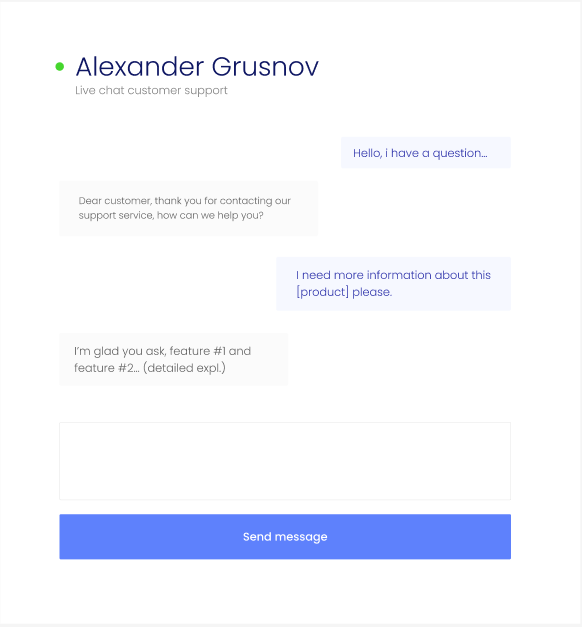 Alexander Grusnov
Live chat customer support
Hello, i have a question...
Dear customer, thank you for contacting our
support service, how can we help you?
I need more information about this
[product] please.
I'm glad you ask, feature #1 and
feature #2... (detailed expl.)
Send message